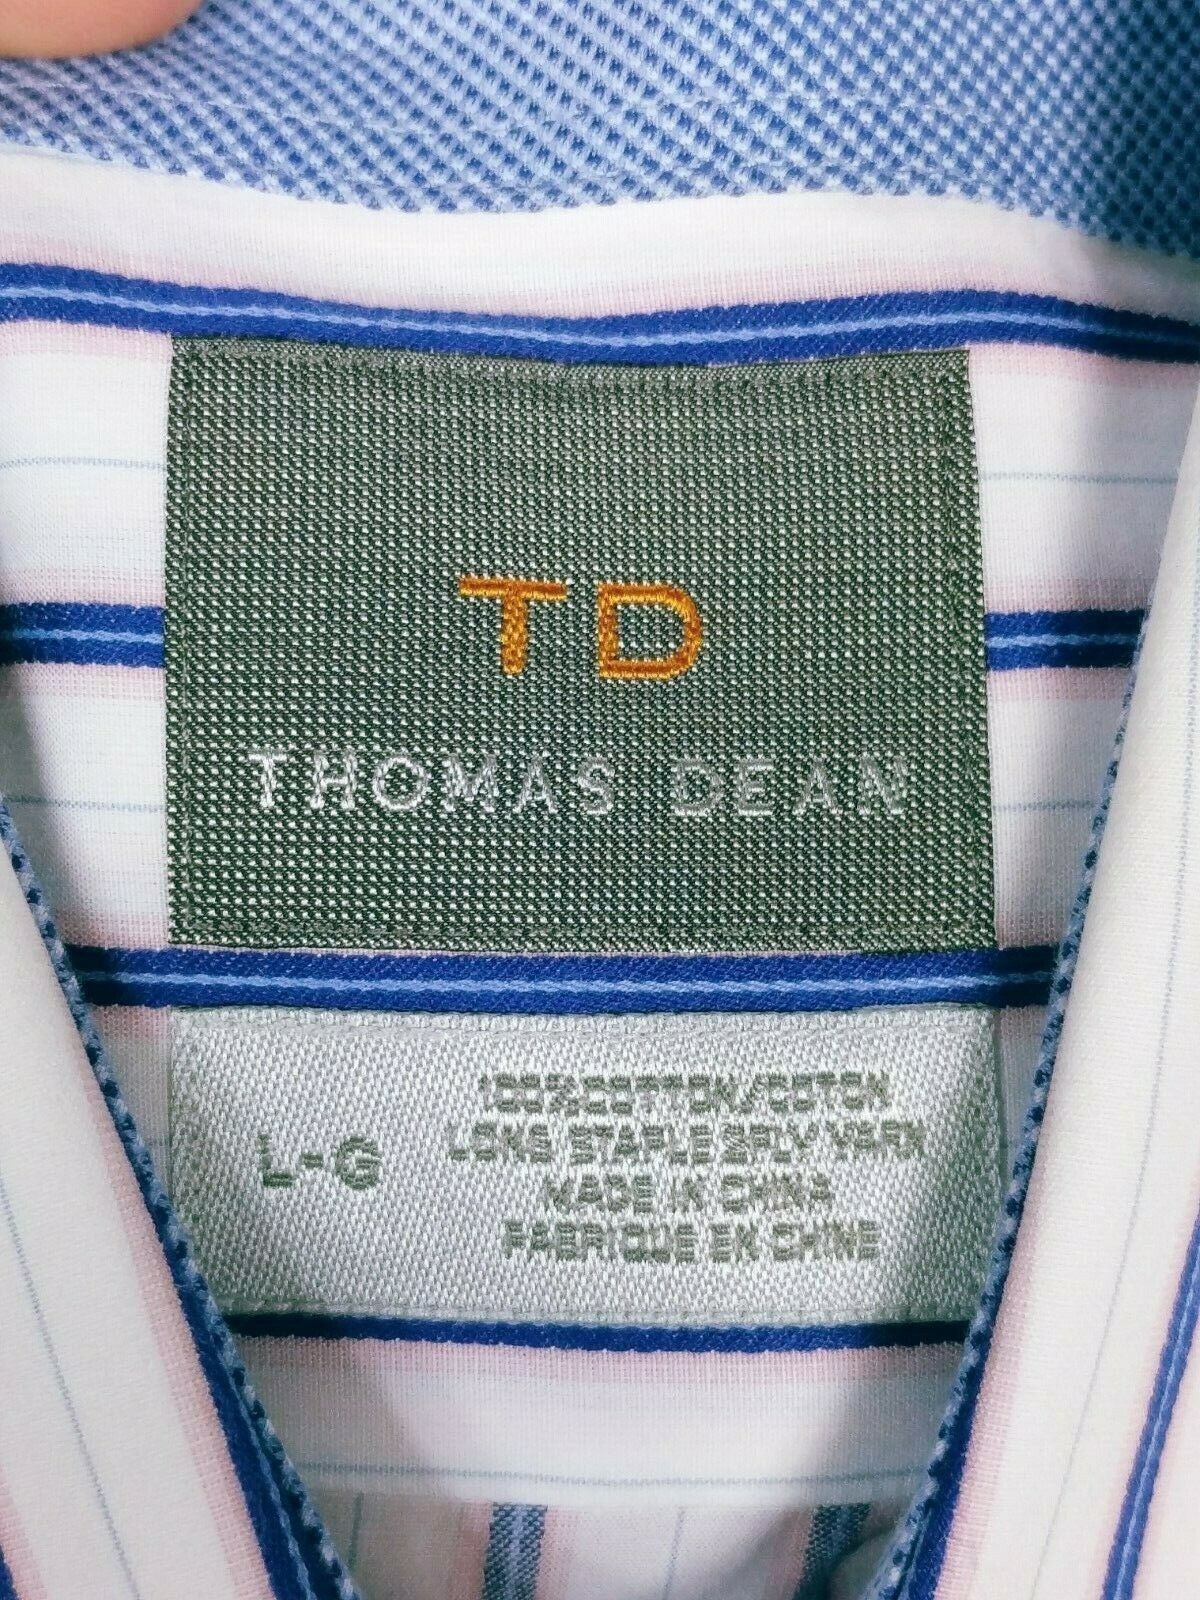 TD
THOMAS DEAN
L-G
100% COTTON/COTON
LONG STAPLE 2PLY YARN
MADE IN CHINA
FABRIQUE EN CHINE